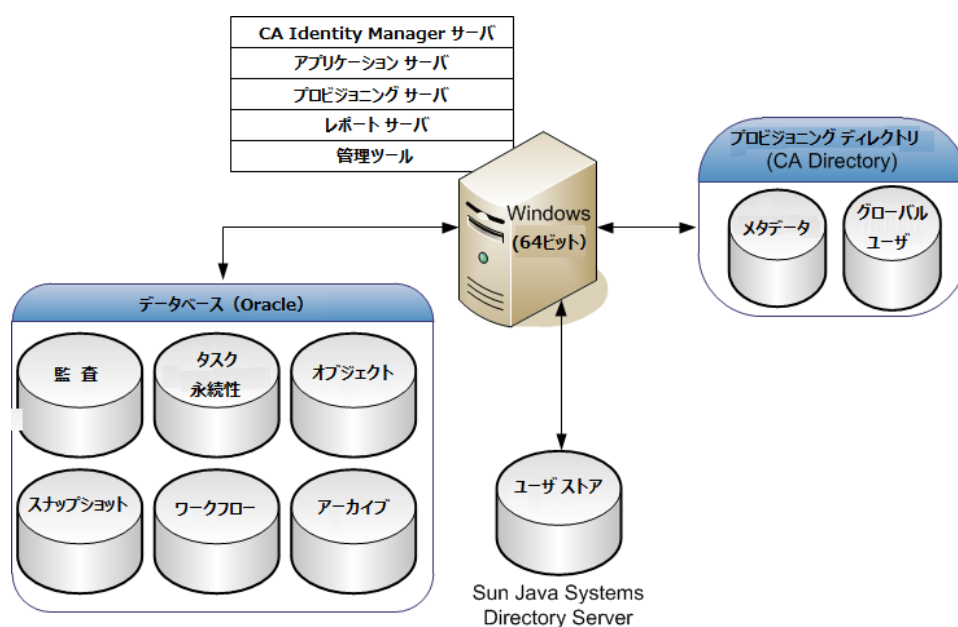 CA Identity Manager サーバ
アプリケーション サーバ
プロビジョニング サーバ
レポート サーバ
管理ツール
Windows
(64ビット)
プロビジョニング ディレクトリ
(CA Directory)
メタデータ
グローバル
ユーザ
データベース（Oracle）
監 査
タスク
永続性
オブジェクト
スナップショット
ワークフロー
アーカイブ
ユーザ ストア
Sun Java Systems
Directory Server